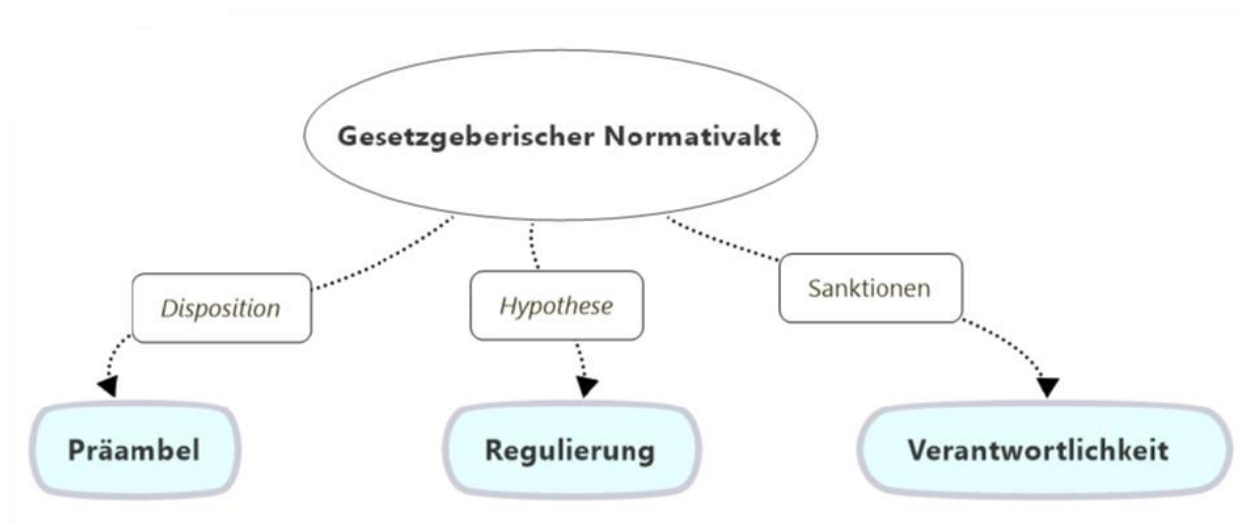 Gesetzgeberischer Normativakt
Disposition
Hypothese
Sanktionen
Präambel
Regulierung
Verantwortlichkeit